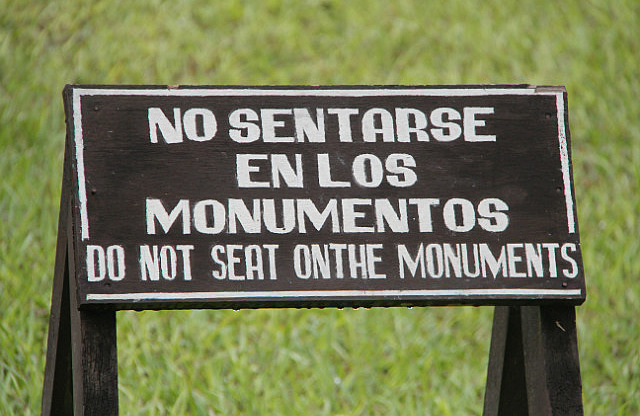 NO SENTARSE
EN LOS
MONUMENTOS
DO NOT SEAT ONTHE MONUMENTS